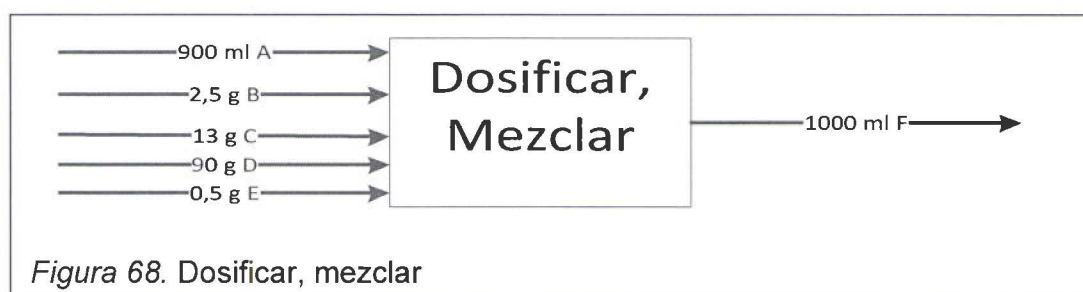 900 ml A
2,5 g B
13 g C
90 g D
0,5 g E
Dosificar,
Mezclar
1000 ml F
Figura 68. Dosificar, mezclar